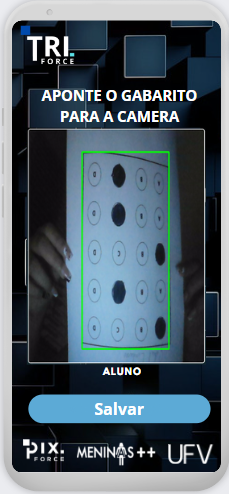 TRI.
FORCE
APONTE O GABARITO
PARA A CAMERA
ALUNO
Salvar
PIX.
FORCE
MENINAS++
UFV